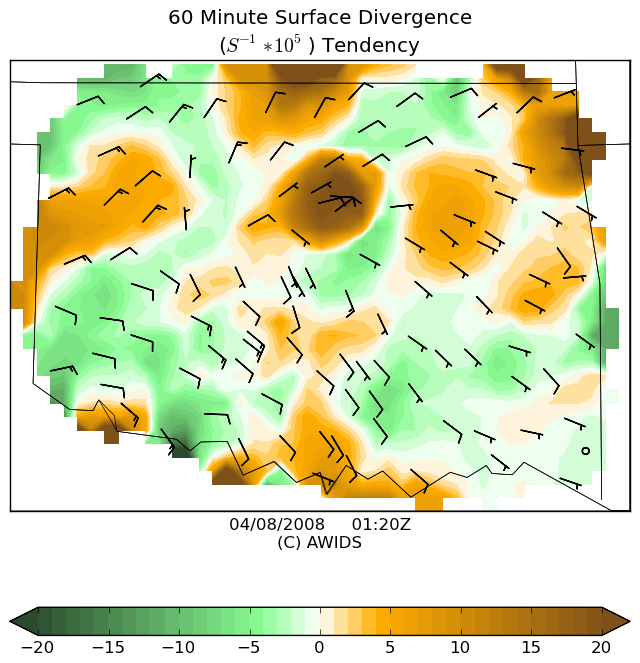 60 Minute Surface Divergence
(S⁻¹ *10⁵ ) Tendency
04/08/2008 01:20Z
(C) AWIDS
−20 −15 −10 −5 0 5 10 15 20